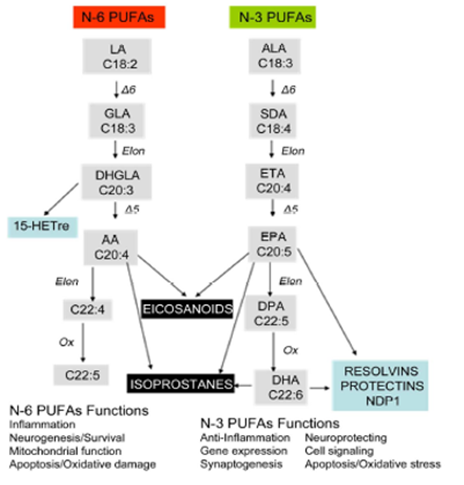 N-6 PUFAs
N-3 PUFAs
LA
C18:2
ALA
C18:3
Δ6
Δ6
GLA
C18:3
SDA
C18:4
Elon
Elon
DHGLA
C20:3
ETA
C20:4
Δ5
Δ5
15-HETre
AA
C20:4
EPA
C20:5
Elon
Elon
C22:4
EICOSANOIDS
DPA
C22:5
Ox
Ox
C22:5
ISOPROSTANES
DHA
C22:6
RESOLVINS
PROTECTINS
NDP1
N-6 PUFAs Functions
Inflammation
Neurogenesis/Survival
Mitochondrial function
Apoptosis/Oxidative damage
N-3 PUFAs Functions
Anti-Inflammation Neuroprotecting
Gene expression Cell signaling
Synaptogenesis Apoptosis/Oxidative stress